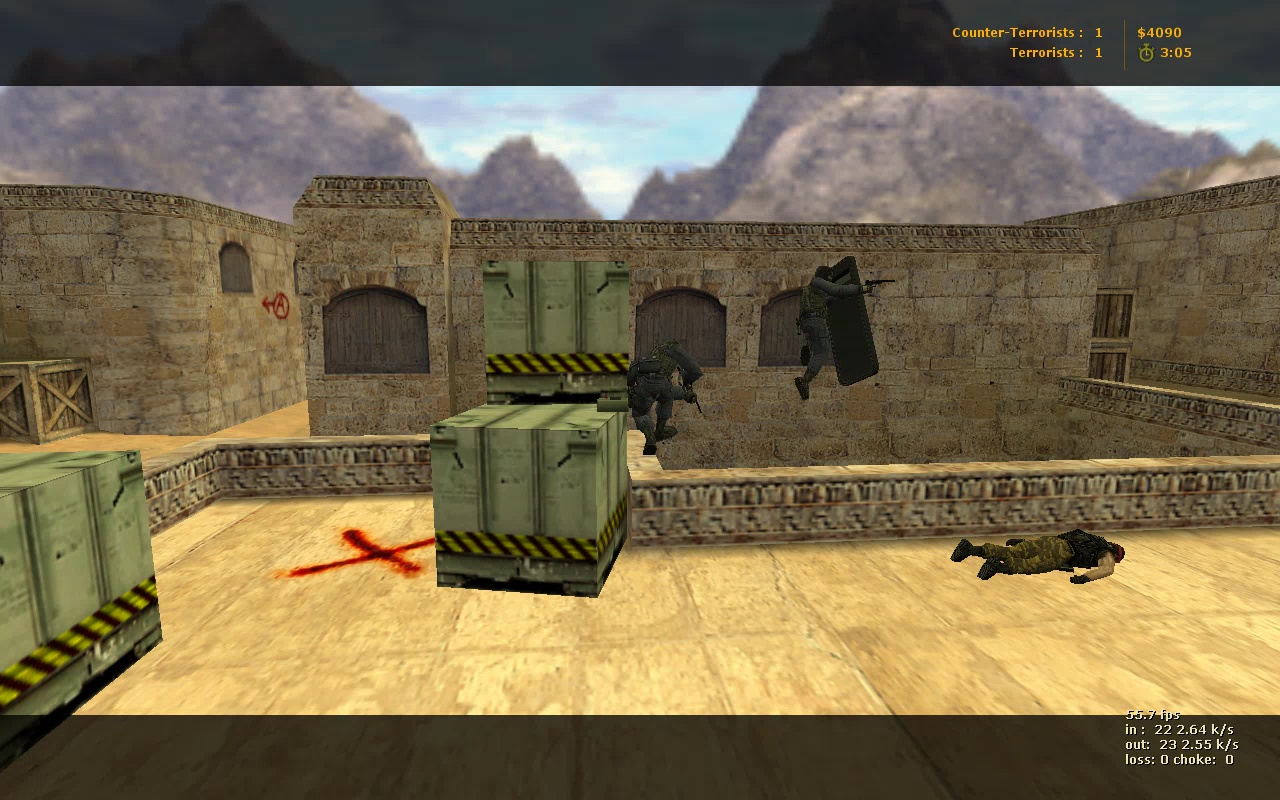 Counter-Terrorists : 1 $4090
Terrorists : 1 3:05
A
55.7 fps
in : 22 2.64 k/s
out: 23 2.55 k/s
loss: 0 choke: 0